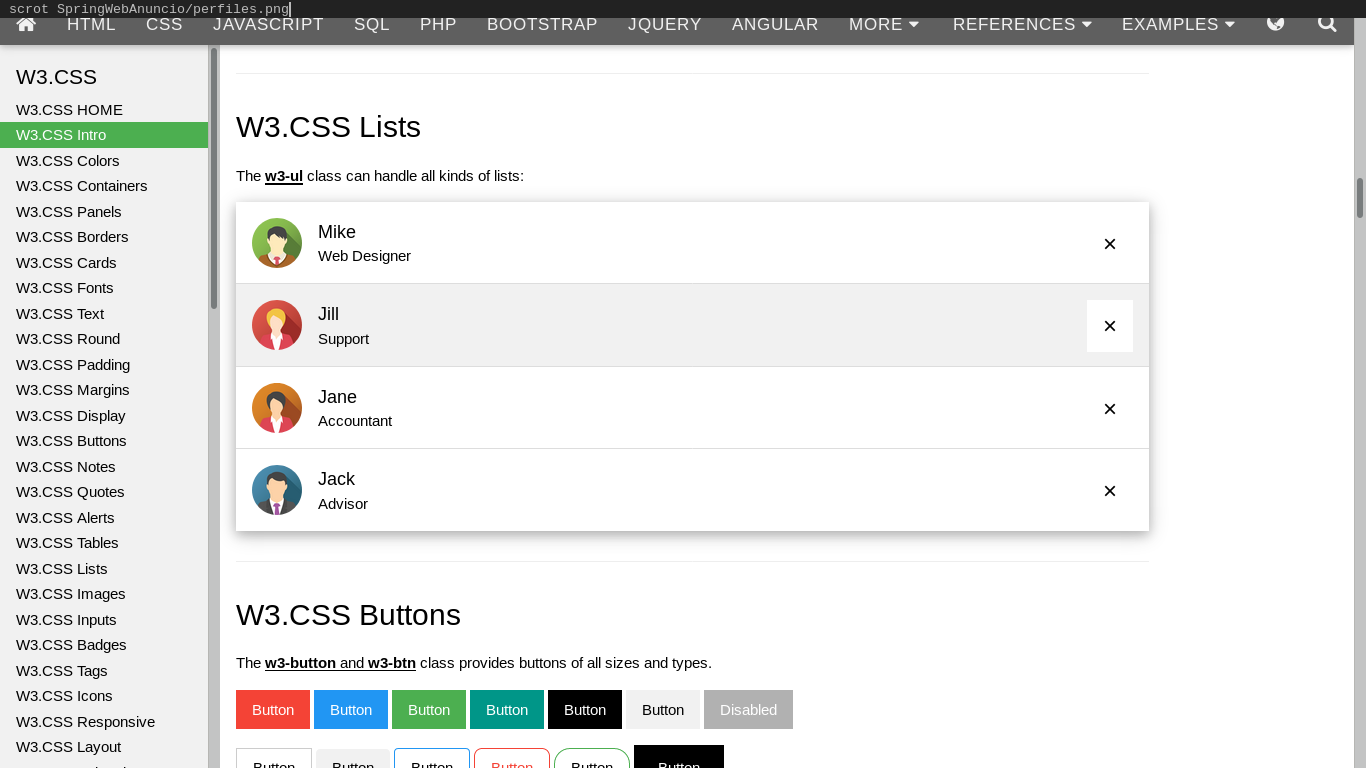 scrot SpringWebAnuncio/perfiles.png
HTML CSS JAVASCRIPT SQL PHP BOOTSTRAP JQUERY ANGULAR MORE REFERENCES EXAMPLES
W3.CSS
W3.CSS HOME
W3.CSS Intro
W3.CSS Colors
W3.CSS Containers
W3.CSS Panels
W3.CSS Borders
W3.CSS Cards
W3.CSS Fonts
W3.CSS Text
W3.CSS Round
W3.CSS Padding
W3.CSS Margins
W3.CSS Display
W3.CSS Buttons
W3.CSS Notes
W3.CSS Quotes
W3.CSS Alerts
W3.CSS Tables
W3.CSS Lists
W3.CSS Images
W3.CSS Inputs
W3.CSS Badges
W3.CSS Tags
W3.CSS Icons
W3.CSS Responsive
W3.CSS Layout
W3.CSS Lists
The w3-ul class can handle all kinds of lists:
Mike
Web Designer
×
Jill
Support
×
Jane
Accountant
×
Jack
Advisor
×
W3.CSS Buttons
The w3-button and w3-btn class provides buttons of all sizes and types.
Button Button Button Button Button Button Disabled
Button Button Button Button Button Button